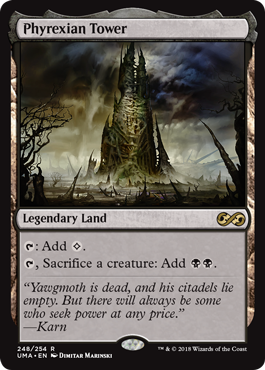 Phyrexian Tower
Legendary Land
: Add .
, Sacrifice a creature: Add .
“Yawgmoth is dead, and his citadels lie
empty. But there will always be some
who seek power at any price.”
—Karn
248/254 R
UMA • EN DIMITAR MARINSKI
™ & © 2018 Wizards of the Coast